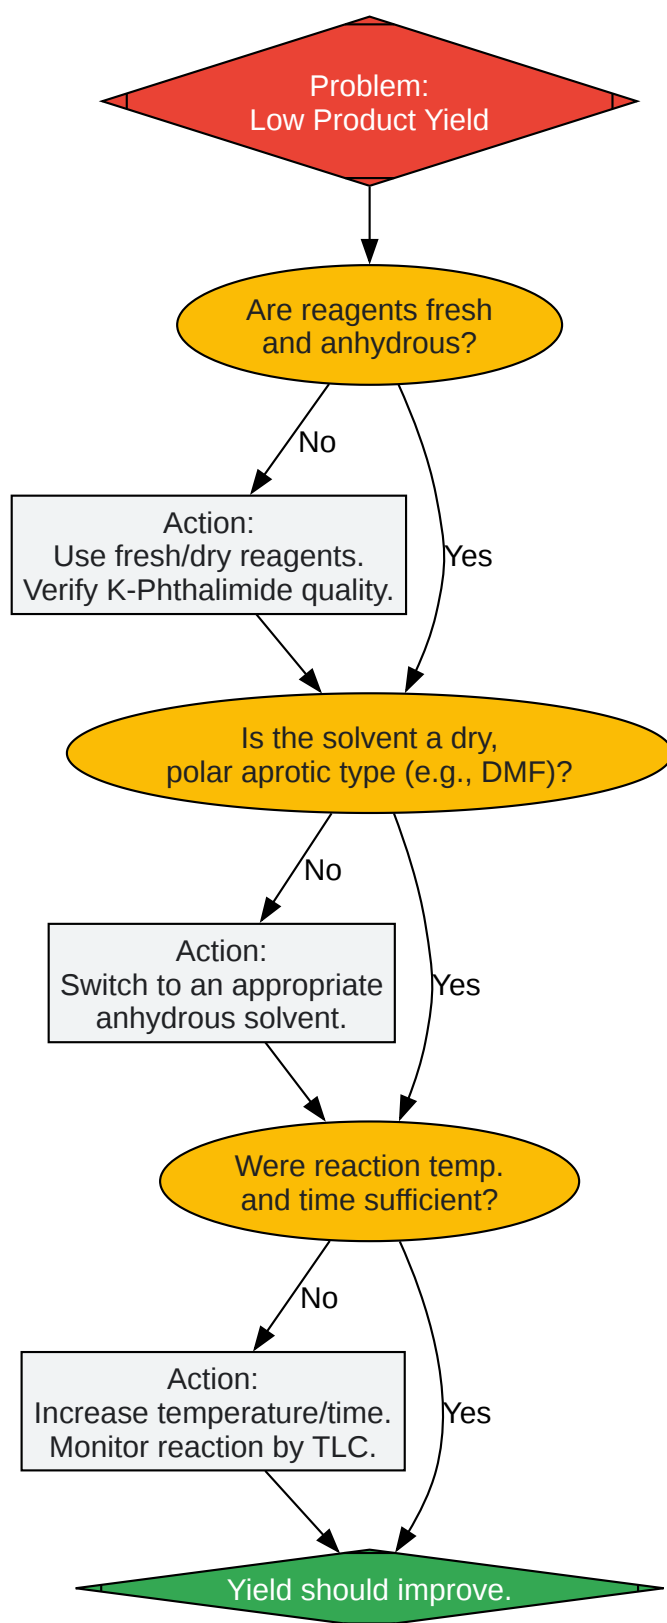 Problem:
Low Product Yield
Are reagents fresh
and anhydrous?
No
Action:
Use fresh/dry reagents.
Verify K-Phthalimide quality.
Yes
Is the solvent a dry,
polar aprotic type (e.g., DMF)?
No
Action:
Switch to an appropriate
anhydrous solvent.
Yes
Were reaction temp.
and time sufficient?
No
Action:
Increase temperature/time.
Monitor reaction by TLC.
Yes
Yield should improve.